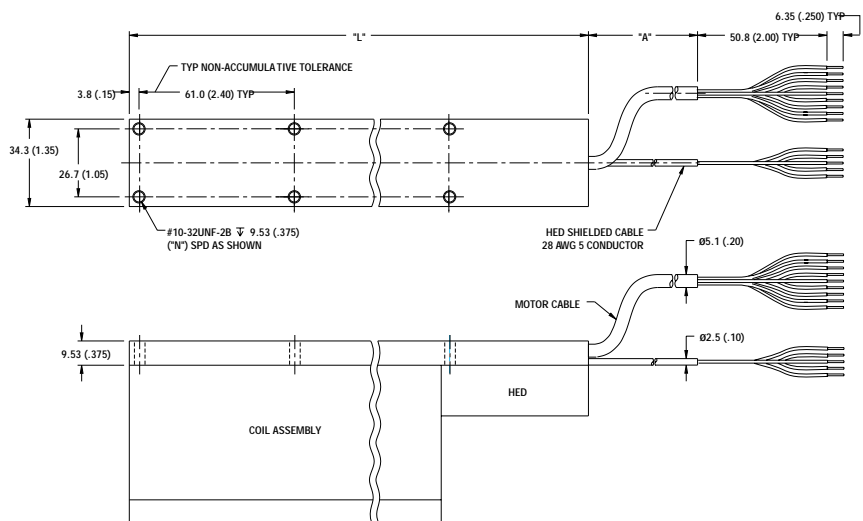 6.35 (.250) TYP
"L"
"A"
50.8 (2.00) TYP
TYP NON-ACCUMULATIVE TOLERANCE
3.8 (.15)
61.0 (2.40) TYP
34.3 (1.35)
26.7 (1.05)
#10-32UNF-2B ↧ 9.53 (.375)
("N") SPD AS SHOWN
HED SHIELDED CABLE
28 AWG 5 CONDUCTOR
Ø5.1 (.20)
MOTOR CABLE
9.53 (.375)
Ø2.5 (.10)
HED
COIL ASSEMBLY